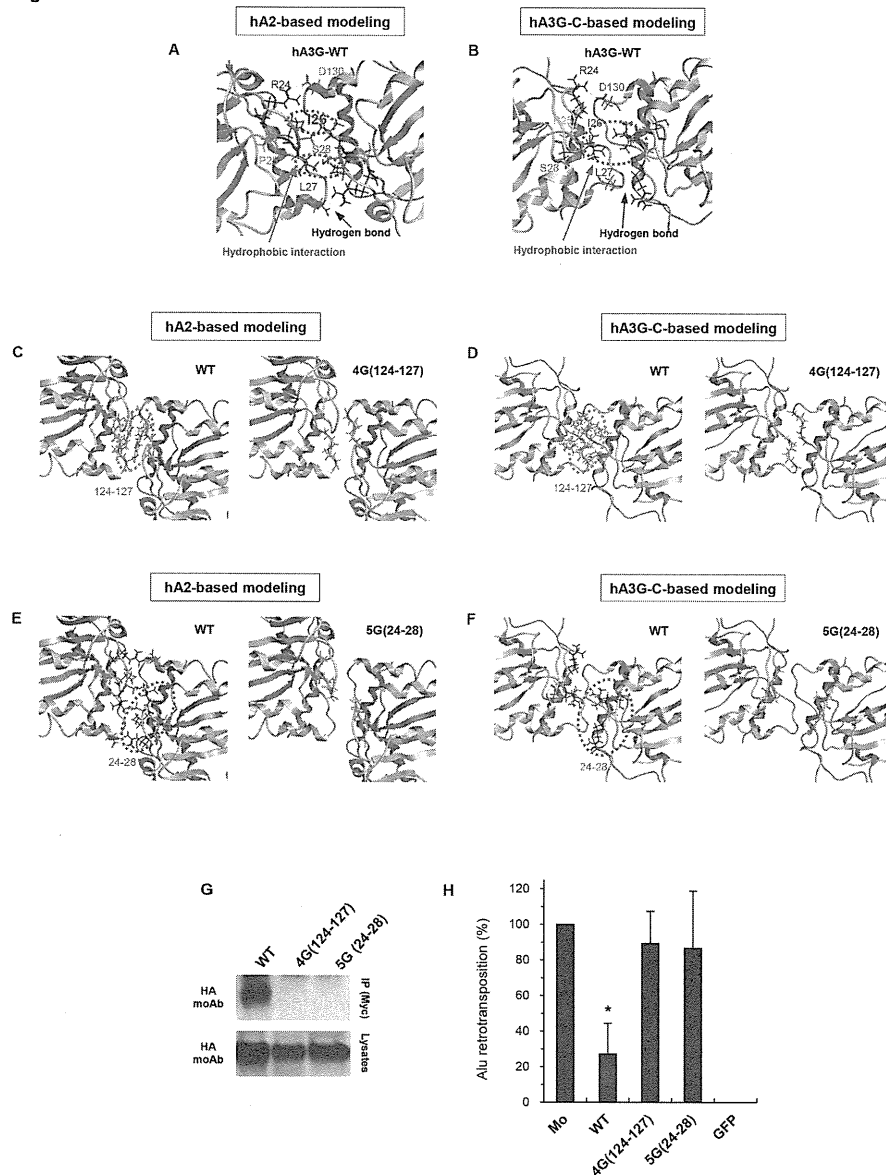 hA2-based modeling
hA3G-C-based modeling
A
hA3G-WT
B
hA3G-WT
R24
D130
I26
S28
L27
Hydrogen bond
Hydrophobic interaction
R24
D130
I26
S28
L27
Hydrogen bond
Hydrophobic interaction
hA2-based modeling
hA3G-C-based modeling
C
WT
4G(124-127)
124-127
D
WT
4G(124-127)
124-127
hA2-based modeling
hA3G-C-based modeling
E
WT
5G(24-28)
24-28
F
WT
5G(24-28)
24-28
G
WT
4G(124-127)
5G (24-28)
HA
moAb
IP (Myc)
HA
moAb
Lysates
H
Alu retrotransposition (%)
120
100
80
60
40
20
0
*
Mo
WT
4G(124-127)
5G(24-28)
GFP